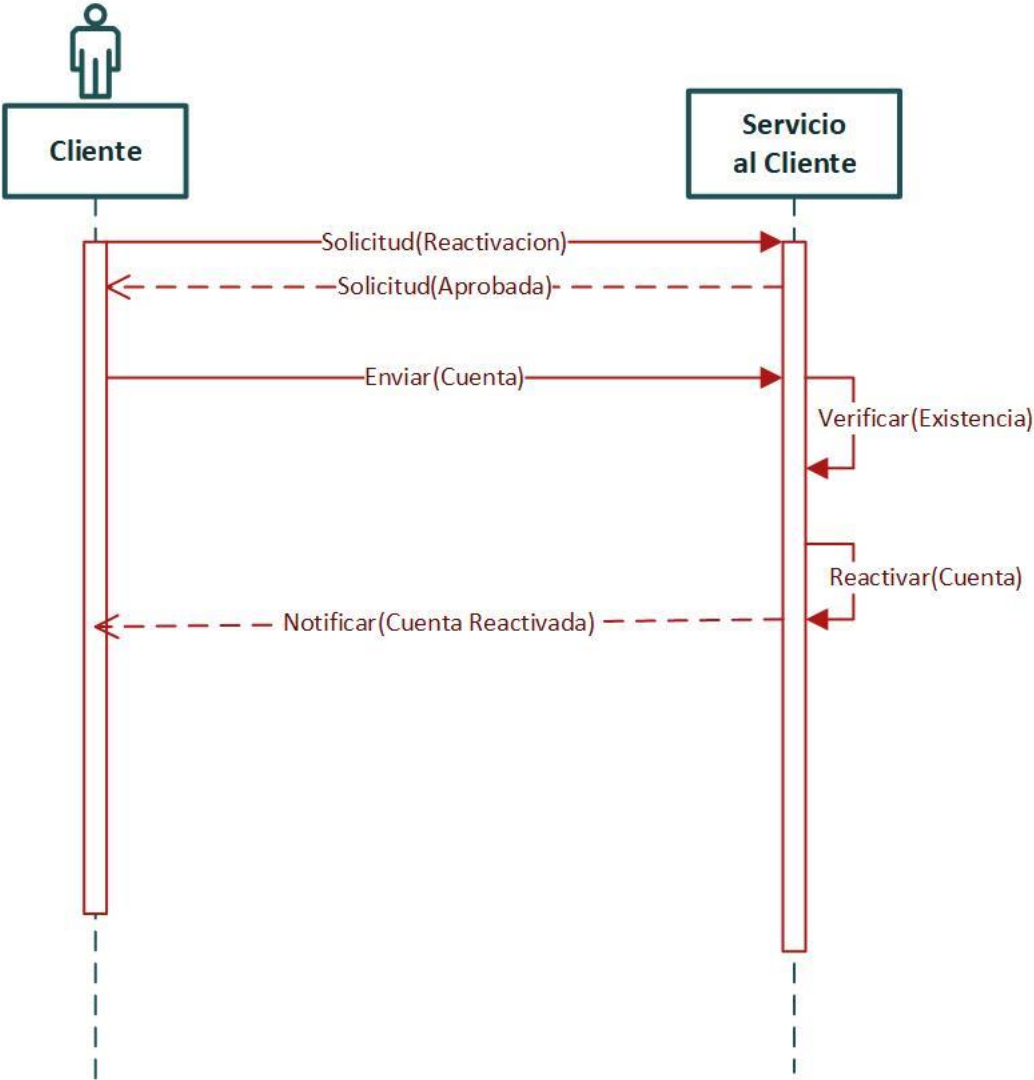 Cliente
Servicio
al Cliente
Solicitud(Reactivacion)
Solicitud(Aprobada)
Enviar(Cuenta)
Verificar(Existencia)
Reactivar(Cuenta)
Notificar(Cuenta Reactivada)